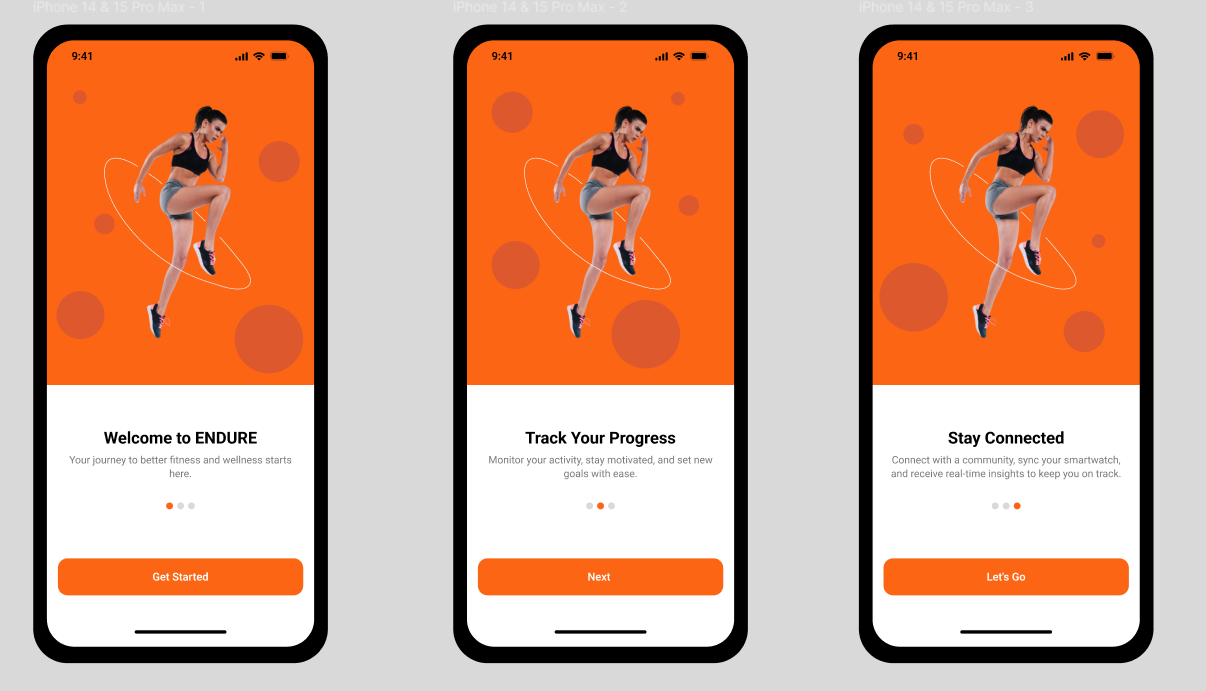 iPhone 14 & 15 Pro Max - 1
9:41
Welcome to ENDURE
Your journey to better fitness and wellness starts
here.
Get Started
iPhone 14 & 15 Pro Max - 2
9:41
Track Your Progress
Monitor your activity, stay motivated, and set new
goals with ease.
Next
iPhone 14 & 15 Pro Max - 3
9:41
Stay Connected
Connect with a community, sync your smartwatch,
and receive real-time insights to keep you on track.
Let's Go